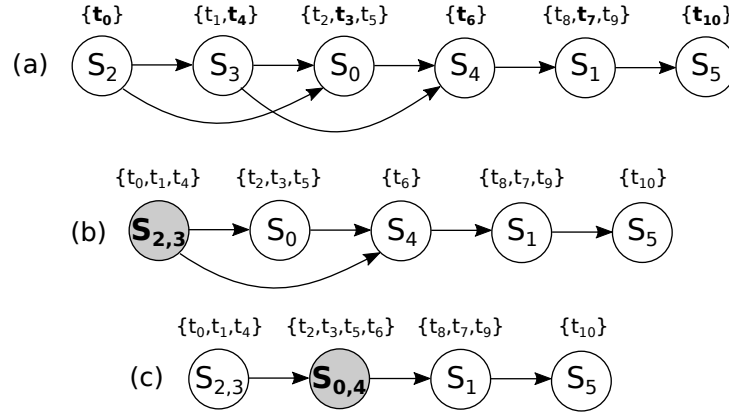 {t₀} {t₁,t₄} {t₂,t₃,t₅} {t₆} {t₈,t₇,t₉} {t₁₀}
(a) S₂ S₃ S₀ S₄ S₁ S₅
{t₀,t₁,t₄} {t₂,t₃,t₅} {t₆} {t₈,t₇,t₉} {t₁₀}
(b) S₂,₃ S₀ S₄ S₁ S₅
{t₀,t₁,t₄} {t₂,t₃,t₅,t₆} {t₈,t₇,t₉} {t₁₀}
(c) S₂,₃ S₀,₄ S₁ S₅